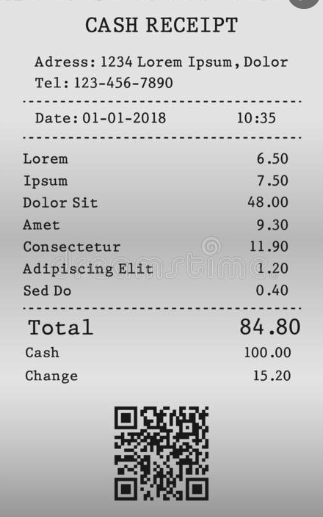 CASH RECEIPT
Adress: 1234 Lorem Ipsum, Dolor
Tel: 123-456-7890
Date: 01-01-2018 10:35
Lorem 6.50
Ipsum 7.50
Dolor Sit 48.00
Amet 9.30
Consectetur 11.90
dreamstime
Adipiscing Elit 1.20
Sed Do 0.40
Total 84.80
Cash 100.00
Change 15.20